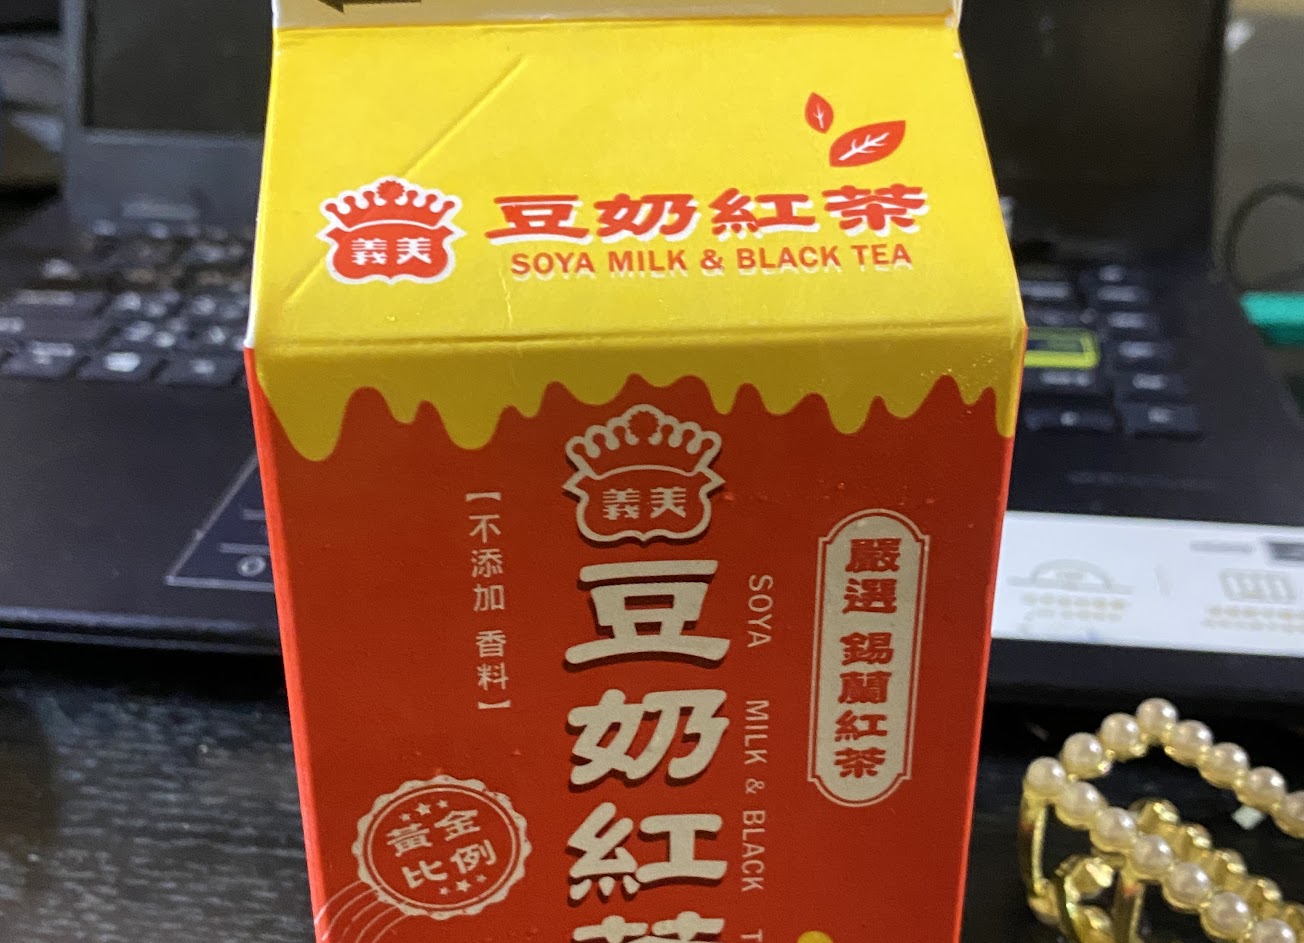 義美
豆奶紅茶
SOYA MILK & BLACK TEA
義美
【不添加 香料】
豆奶紅茶
SOYA MILK & BLACK T
嚴選 錫蘭紅茶
黃金
比例